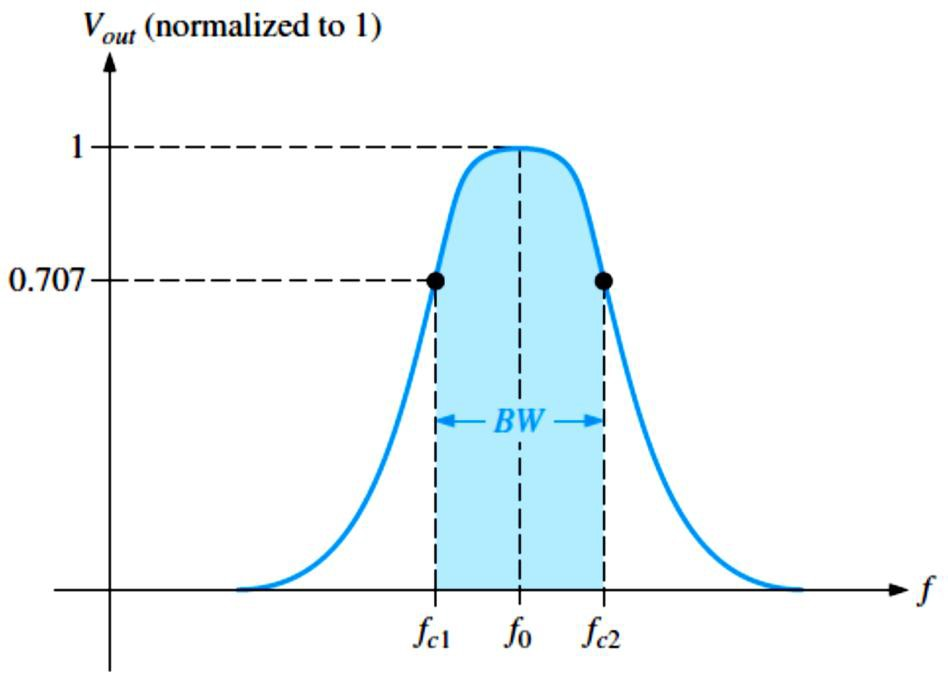 Vout (normalized to 1)
1
0.707
BW
f
fc1 f0 fc2